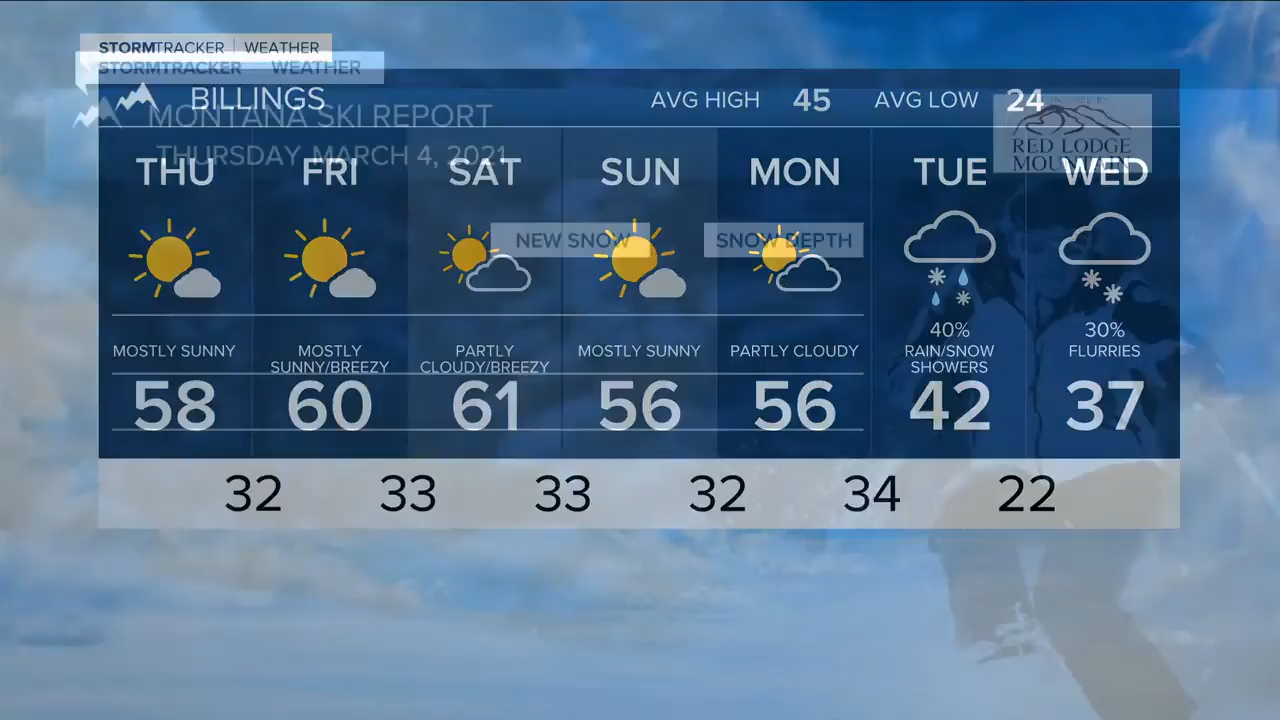 STORMTRACKER | WEATHER
STORMTRACKER WEATHER
BILLINGS AVG HIGH 45 AVG LOW 24
MONTANA SKI REPORT
THURSDAY, MARCH 4, 2021
RED LODGE
MOUNTAIN
THU FRI SAT SUN MON TUE WED
NEW SNOW SNOW DEPTH
40% 30%
MOSTLY SUNNY MOSTLY PARTLY MOSTLY SUNNY PARTLY CLOUDY RAIN/SNOW FLURRIES
SUNNY/BREEZY CLOUDY/BREEZY SHOWERS
58 60 61 56 56 42 37
32 33 33 32 34 22